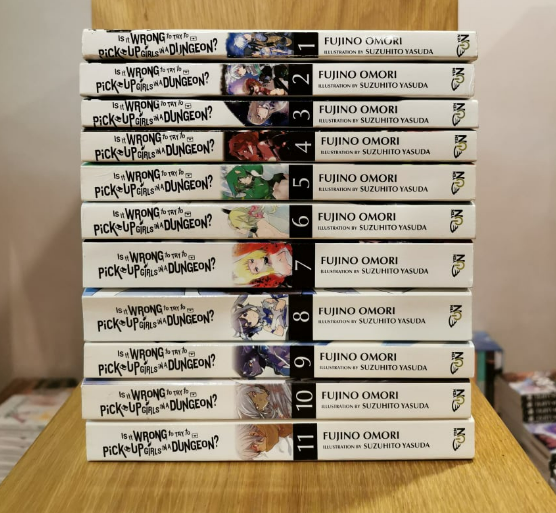 IS IT WRONG TO TRY TO
PICK UP GIRLS IN A DUNGEON?
1
FUJINO OMORI
ILLUSTRATION BY SUZUHITO YASUDA
IS IT WRONG TO TRY TO
PICK UP GIRLS IN A DUNGEON?
2
FUJINO OMORI
ILLUSTRATION BY SUZUHITO YASUDA
IS IT WRONG TO TRY TO
PICK UP GIRLS IN A DUNGEON?
3
FUJINO OMORI
ILLUSTRATION BY SUZUHITO YASUDA
IS IT WRONG TO TRY TO
PICK UP GIRLS IN A DUNGEON?
4
FUJINO OMORI
ILLUSTRATION BY SUZUHITO YASUDA
IS IT WRONG TO TRY TO
PICK UP GIRLS IN A DUNGEON?
5
FUJINO OMORI
ILLUSTRATION BY SUZUHITO YASUDA
IS IT WRONG TO TRY TO
PICK UP GIRLS IN A DUNGEON?
6
FUJINO OMORI
ILLUSTRATION BY SUZUHITO YASUDA
IS IT WRONG TO TRY TO
PICK UP GIRLS IN A DUNGEON?
7
FUJINO OMORI
ILLUSTRATION BY SUZUHITO YASUDA
IS IT WRONG TO TRY TO
PICK UP GIRLS IN A DUNGEON?
8
FUJINO OMORI
ILLUSTRATION BY SUZUHITO YASUDA
IS IT WRONG TO TRY TO
PICK UP GIRLS IN A DUNGEON?
9
FUJINO OMORI
ILLUSTRATION BY SUZUHITO YASUDA
IS IT WRONG TO TRY TO
PICK UP GIRLS IN A DUNGEON?
10
FUJINO OMORI
ILLUSTRATION BY SUZUHITO YASUDA
IS IT WRONG TO TRY TO
PICK UP GIRLS IN A DUNGEON?
11
FUJINO OMORI
ILLUSTRATION BY SUZUHITO YASUDA